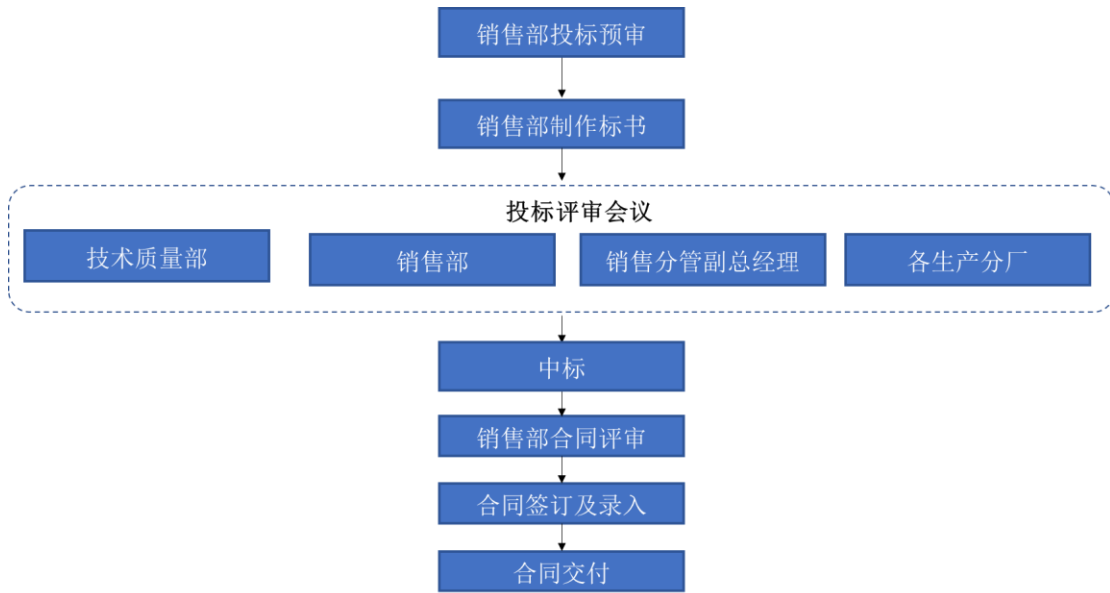 销售部投标预审
销售部制作标书
投标评审会议
技术质量部
销售部
销售分管副总经理
各生产分厂
中标
销售部合同评审
合同签订及录入
合同交付